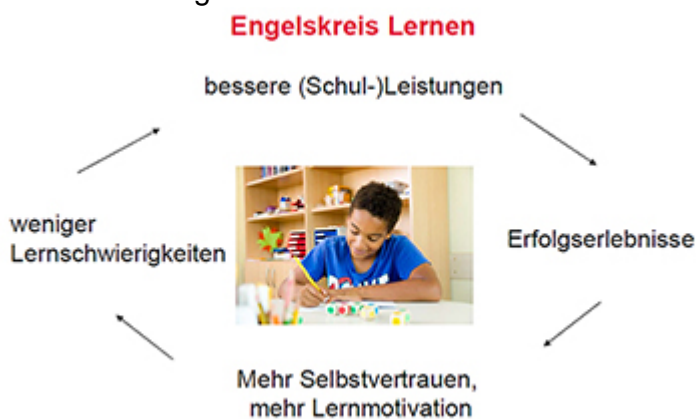 Engelskreis Lernen
bessere (Schul-)Leistungen
weniger
Lernschwierigkeiten
Erfolgserlebnisse
Mehr Selbstvertrauen,
mehr Lernmotivation